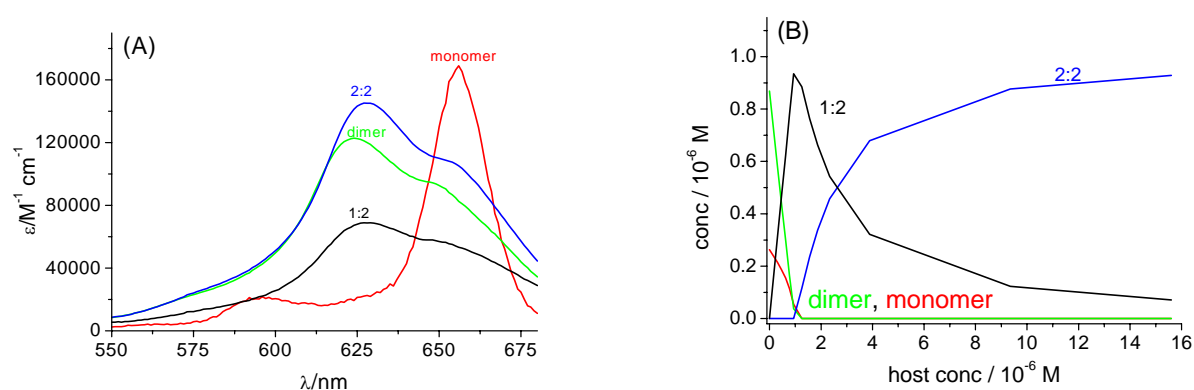 (A)
monomer
2:2
dimer
1:2
160000
120000
80000
40000
0
ε/M⁻¹ cm⁻¹
550 575 600 625 650 675
λ/nm
(B)
2:2
1:2
dimer, monomer
1.0
0.8
0.6
0.4
0.2
0.0
conc / 10⁻⁶ M
0 2 4 6 8 10 12 14 16
host conc / 10⁻⁶ M